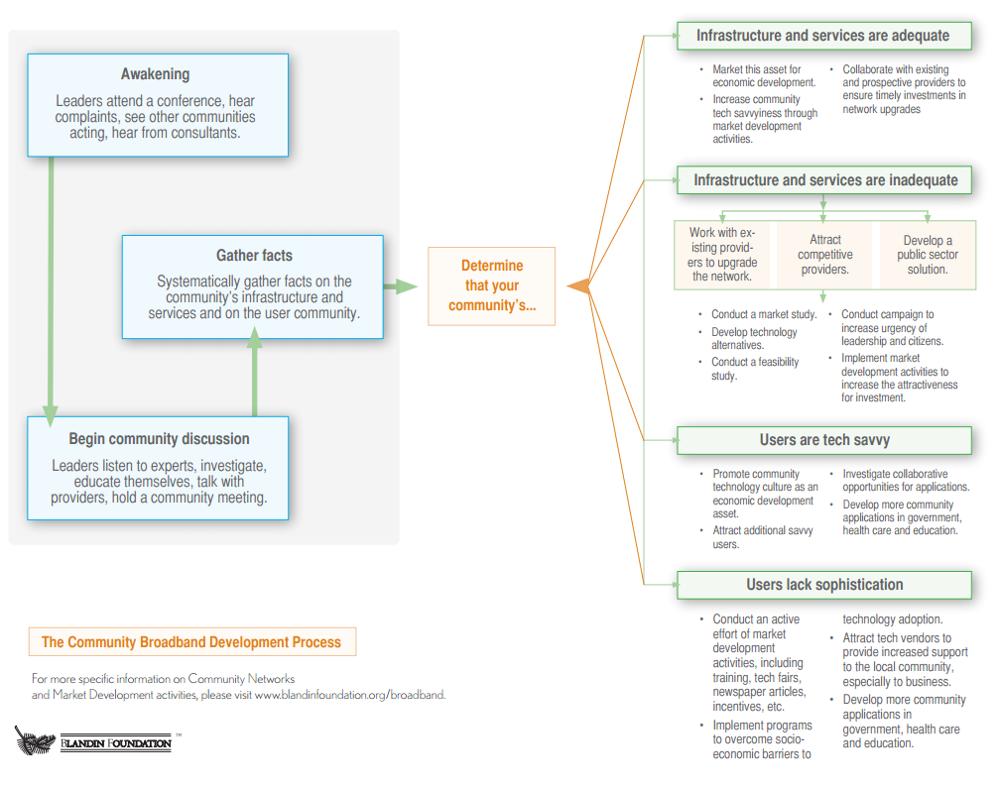 Awakening
Leaders attend a conference, hear
complaints, see other communities
acting, hear from consultants.
Gather facts
Systematically gather facts on the
community's infrastructure and
services and on the user community.
Begin community discussion
Leaders listen to experts, investigate,
educate themselves, talk with
providers, hold a community meeting.
Determine
that your
community's...
Infrastructure and services are adequate
• Market this asset for
economic development.
• Increase community
tech savvyiness through
market development
activities.
• Collaborate with existing
and prospective providers to
ensure timely investments in
network upgrades
Infrastructure and services are inadequate
Work with ex-
isting provid-
ers to upgrade
the network.
Attract
competitive
providers.
Develop a
public sector
solution.
• Conduct a market study.
• Develop technology
alternatives.
• Conduct a feasibility
study.
• Conduct campaign to
increase urgency of
leadership and citizens.
• Implement market
development activities to
increase the attractiveness
for investment.
Users are tech savvy
• Promote community
technology culture as an
economic development
asset.
• Attract additional savvy
users.
• Investigate collaborative
opportunities for applications.
• Develop more community
applications in government,
health care and education.
Users lack sophistication
• Conduct an active
effort of market
development
activities, including
training, tech fairs,
newspaper articles,
incentives, etc.
• Implement programs
to overcome socio-
economic barriers to
technology adoption.
• Attract tech vendors to
provide increased support
to the local community,
especially to business.
• Develop more community
applications in
government, health care
and education.
The Community Broadband Development Process
For more specific information on Community Networks
and Market Development activities, please visit www.blandinfoundation.org/broadband.
BLANDIN FOUNDATION ™